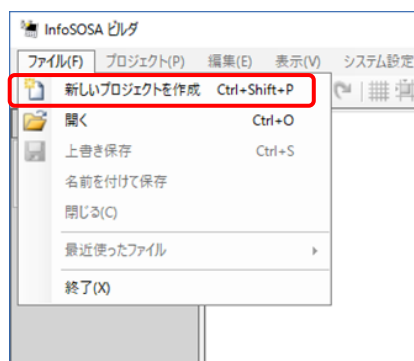 InfoSOSA ビルダ
ファイル(F) プロジェクト(P) 編集(E) 表示(V) システム設定
新しいプロジェクトを作成 Ctrl+Shift+P
開く Ctrl+O
上書き保存 Ctrl+S
名前を付けて保存
閉じる(C)
最近使ったファイル
終了(X)